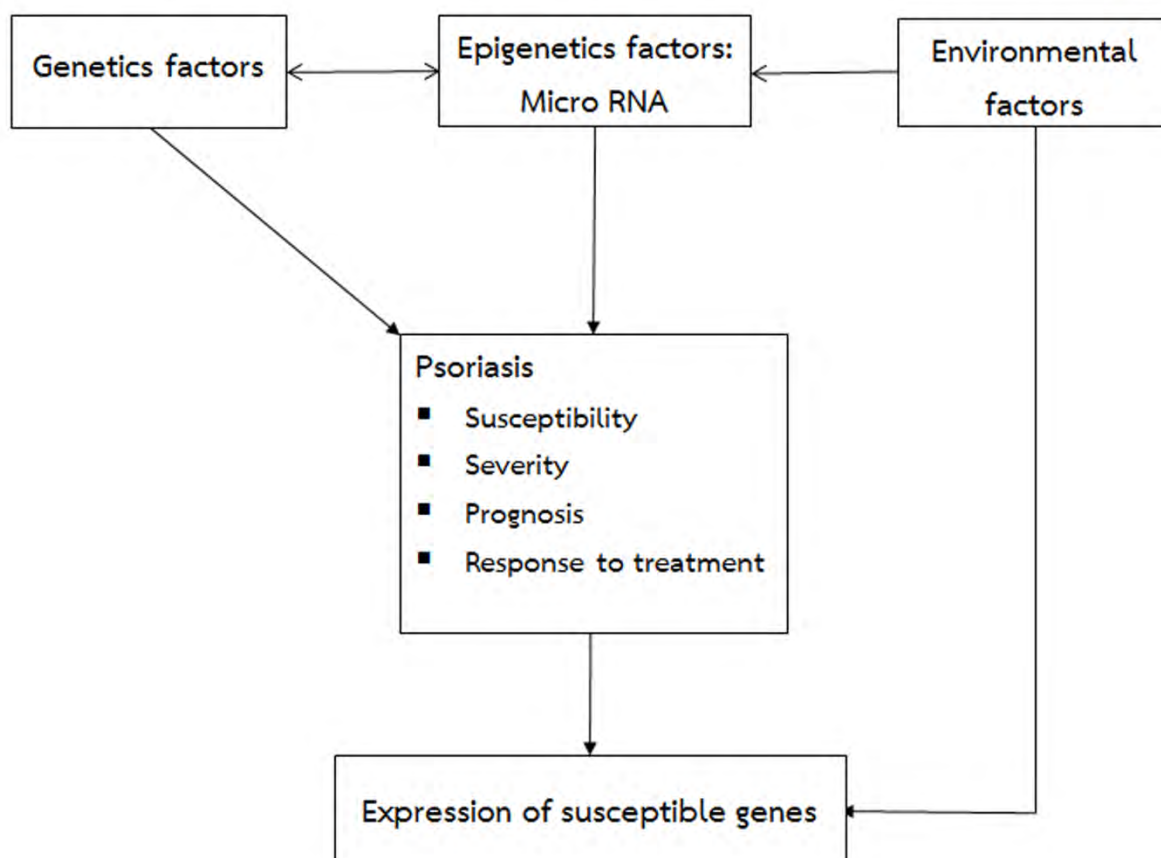 Genetics factors
Epigenetics factors:
Micro RNA
Environmental
factors
Psoriasis
▪ Susceptibility
▪ Severity
▪ Prognosis
▪ Response to treatment
Expression of susceptible genes